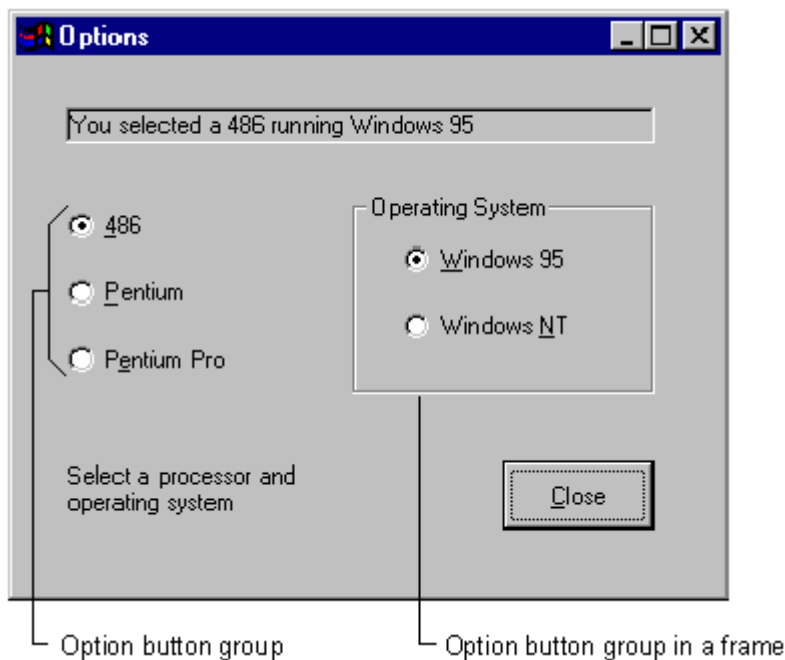 Options
You selected a 486 running Windows 95
486
Pentium
Pentium Pro
Operating System
Windows 95
Windows NT
Select a processor and
operating system
Close
Option button group
Option button group in a frame